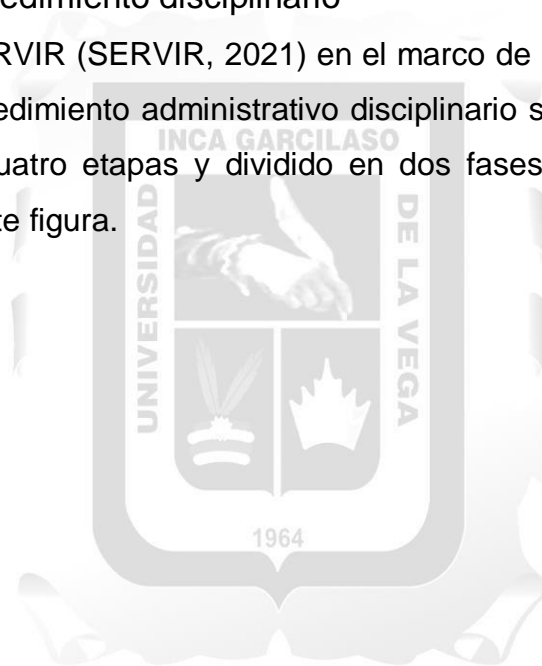 edimiento disciplinario
RVIR (SERVIR, 2021) en el marco de
edimiento administrativo disciplinario s
uatro etapas y dividido en dos fases
te figura.
INCA GARCILASO
UNIVERSIDAD
DE LA VEGA
1964